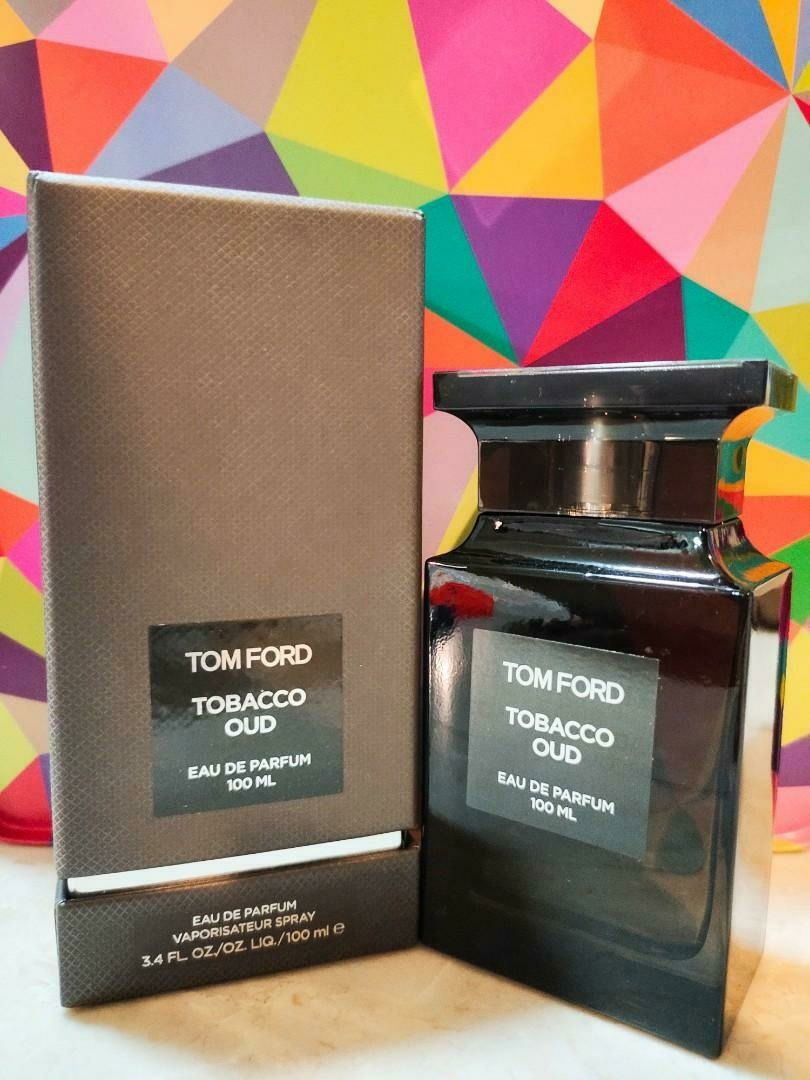 TOM FORD
TOBACCO
OUD
EAU DE PARFUM
100 ML
EAU DE PARFUM
VAPORISATEUR SPRAY
3.4 FL. OZ./OZ. LIQ./100 ml e
TOM FORD
TOBACCO
OUD
EAU DE PARFUM
100 ML